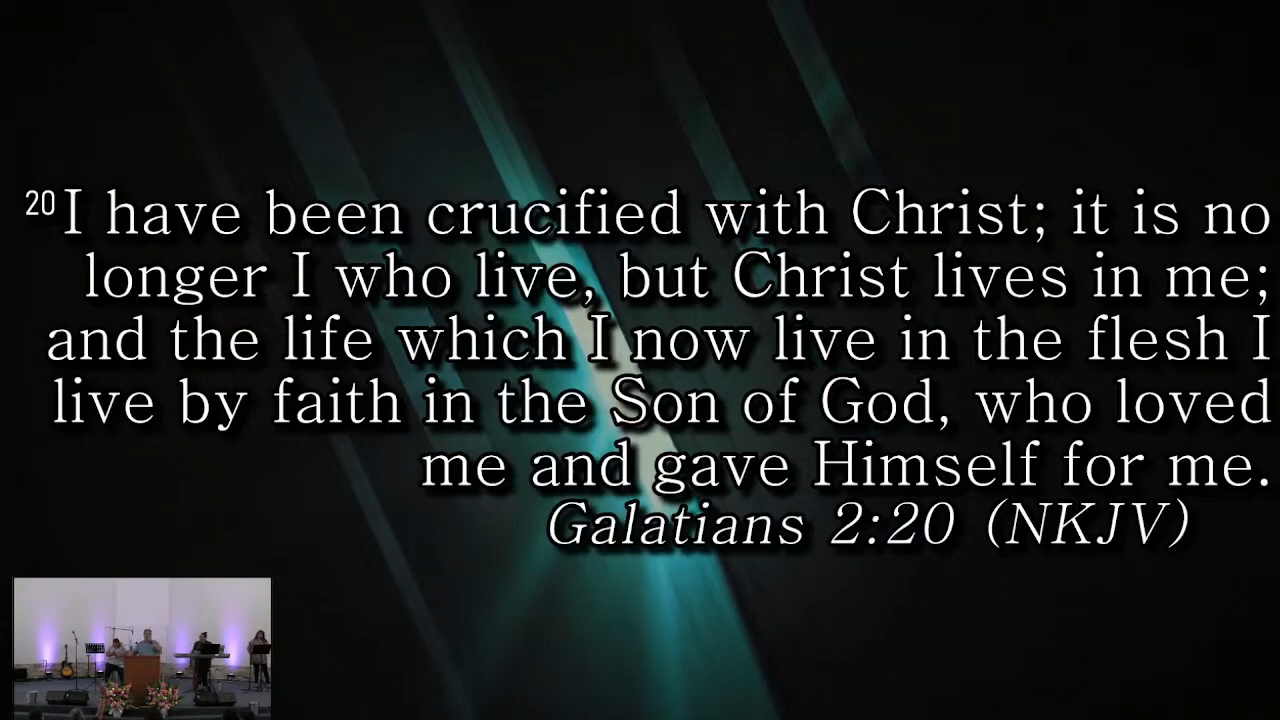 20 I have been crucified with Christ; it is no
longer I who live, but Christ lives in me;
and the life which I now live in the flesh I
live by faith in the Son of God, who loved
me and gave Himself for me.
Galatians 2:20 (NKJV)